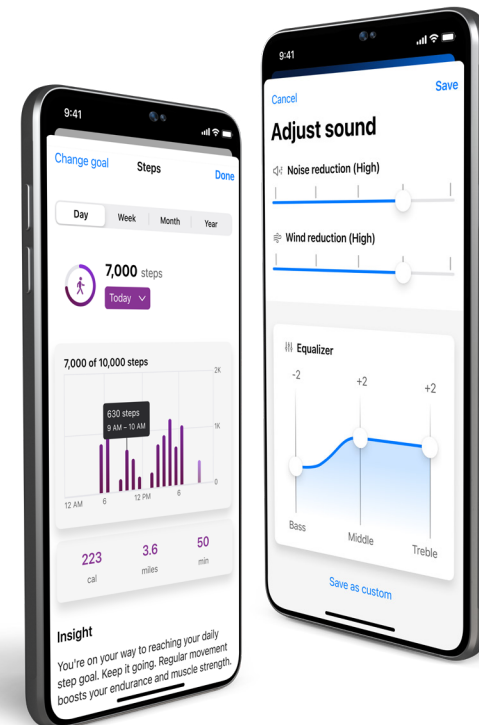 9:41
Change goal
Steps
Done
Day
Week
Month
Year
7,000 steps
Today
7,000 of 10,000 steps
2K
630 steps
9 AM – 10 AM
1K
0
12 AM
6
12 PM
6
223
3.6
50
cal
miles
min
Insight
You're on your way to reaching your daily
step goal. Keep it going. Regular movement
boosts your endurance and muscle strength.
9:41
Cancel
Save
Adjust sound
Noise reduction (High)
Wind reduction (High)
Equalizer
-2
+2
+2
Bass
Middle
Treble
Save as custom